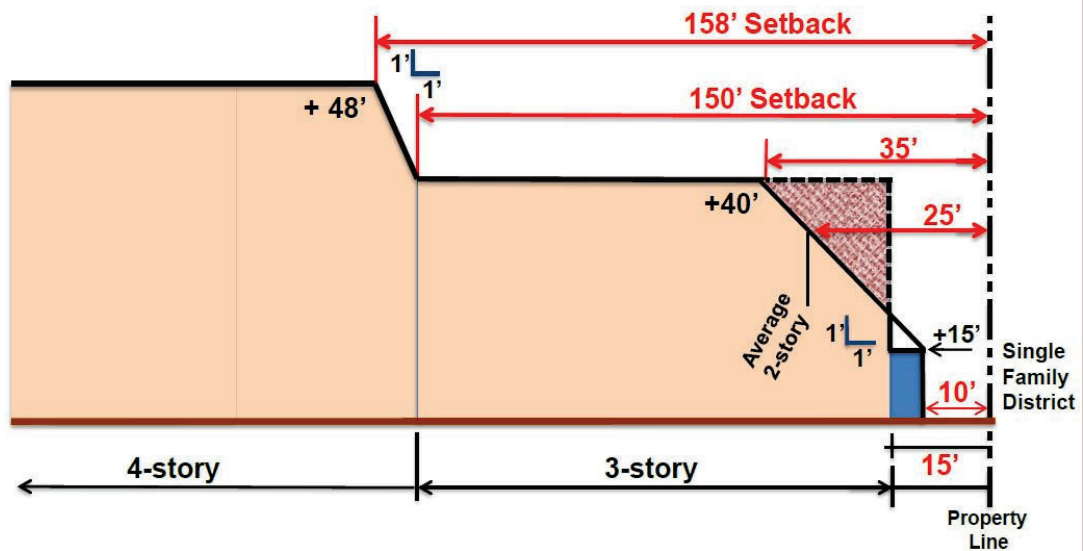 158’ Setback
1’
1’
150’ Setback
+ 48’
35’
+40’
25’
Average
2-story
1’
1’
+15’
Single
Family
District
10’
4-story
3-story
15’
Property
Line